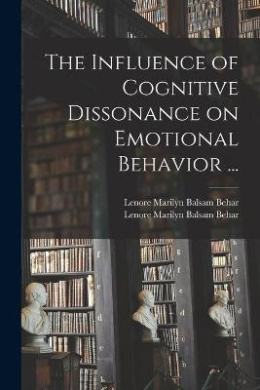 The Influence of
Cognitive
Dissonance on
Emotional
Behavior ...
Lenore Marilyn Balsam Behar
Lenore Marilyn Balsam Behar